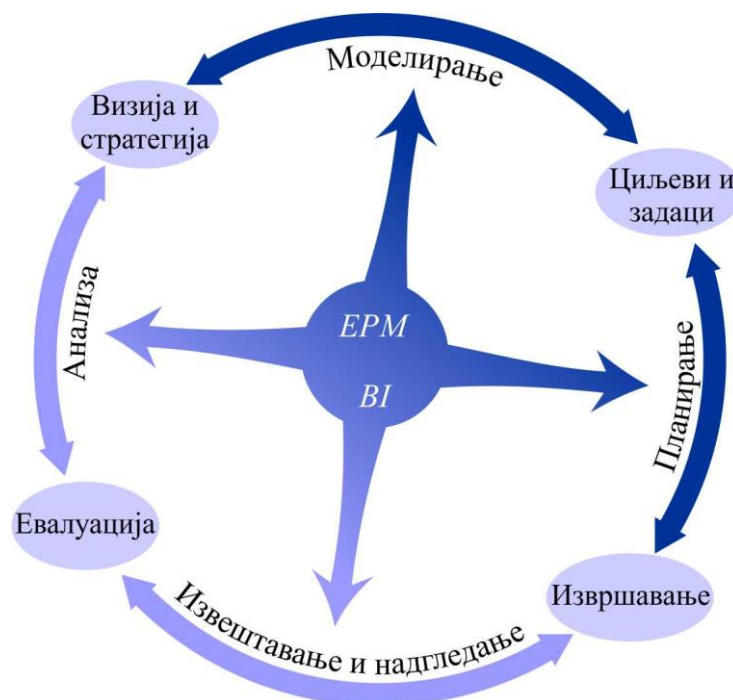 Моделирање
Визија и
стратегија
Циљеви и
задаци
Анализа
EPM
BI
Планирање
Евалуација
Извршавање
Извештавање и надгледање